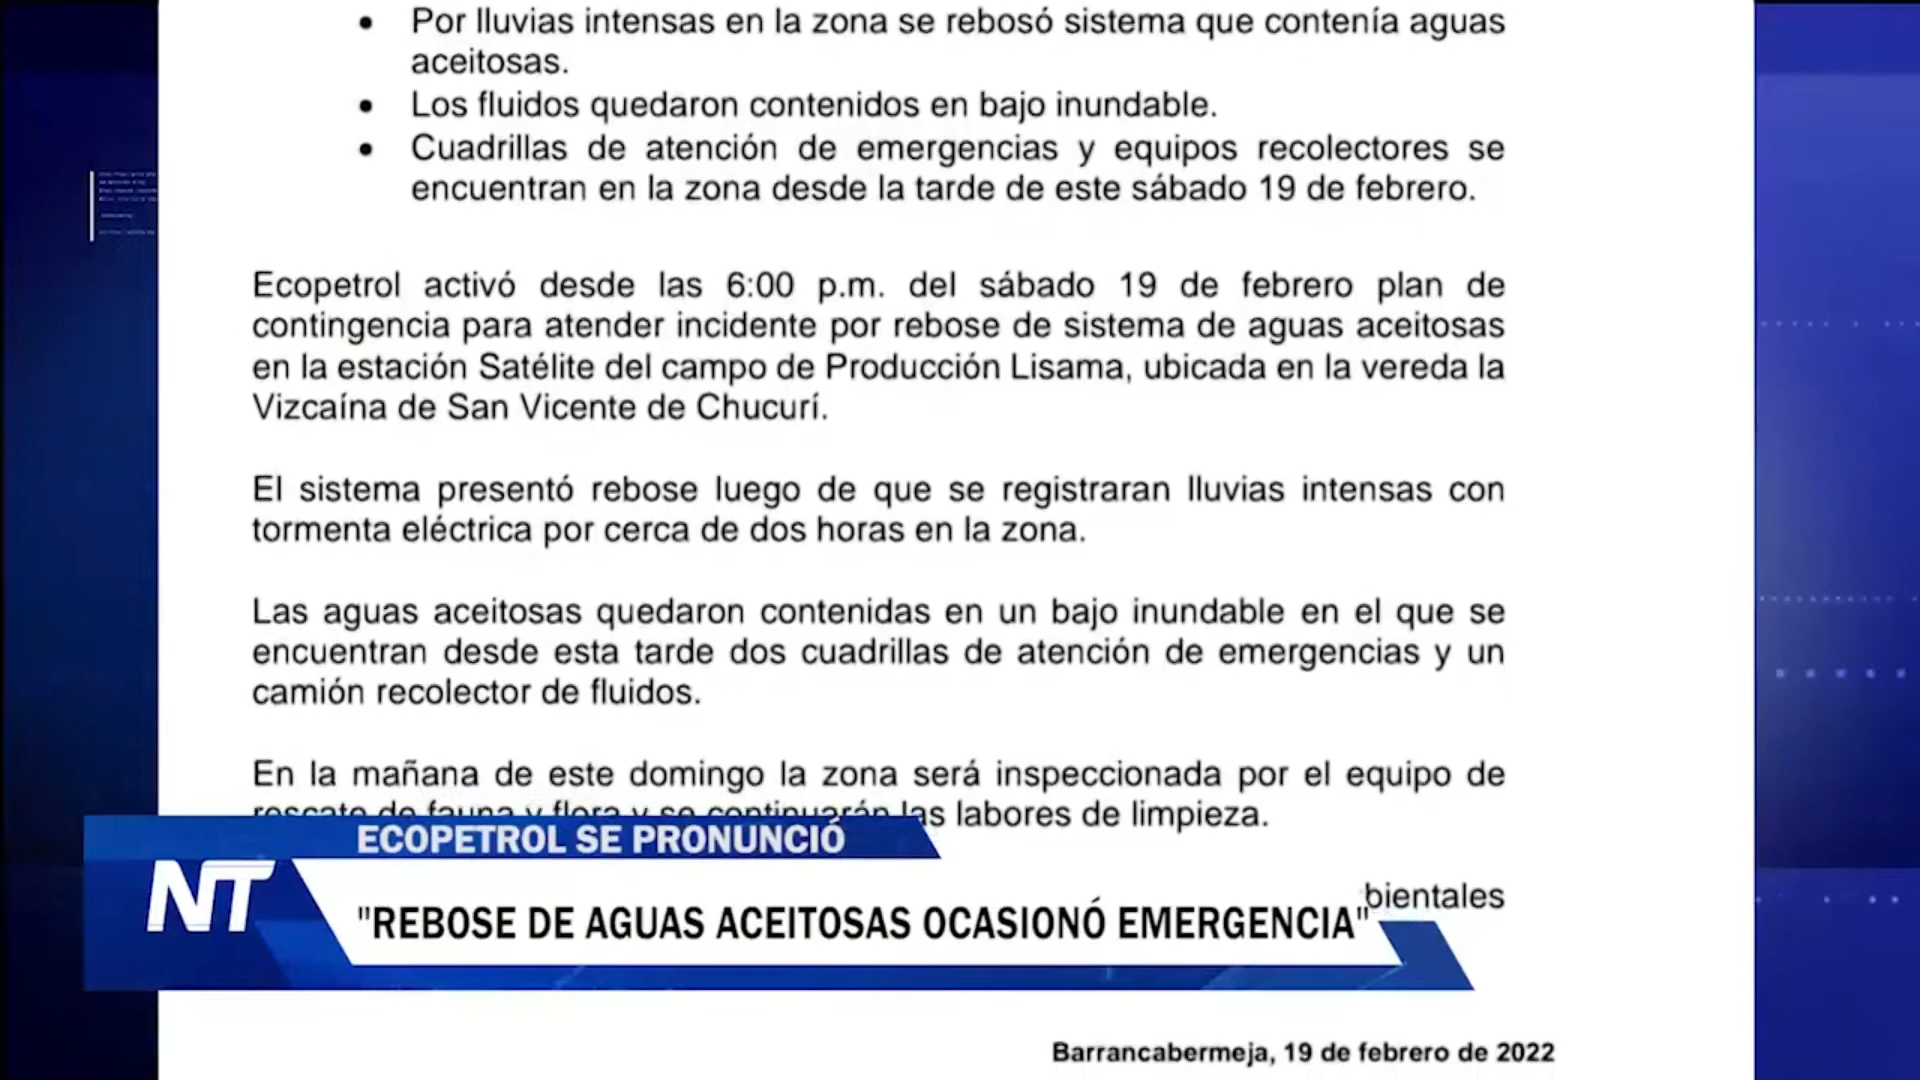 • Por lluvias intensas en la zona se rebosó sistema que contenía aguas
aceitosas.
• Los fluidos quedaron contenidos en bajo inundable.
• Cuadrillas de atención de emergencias y equipos recolectores se
encuentran en la zona desde la tarde de este sábado 19 de febrero.
Ecopetrol activó desde las 6:00 p.m. del sábado 19 de febrero plan de
contingencia para atender incidente por rebose de sistema de aguas aceitosas
en la estación Satélite del campo de Producción Lisama, ubicada en la vereda la
Vizcaína de San Vicente de Chucurí.
El sistema presentó rebose luego de que se registraran lluvias intensas con
tormenta eléctrica por cerca de dos horas en la zona.
Las aguas aceitosas quedaron contenidas en un bajo inundable en el que se
encuentran desde esta tarde dos cuadrillas de atención de emergencias y un
camión recolector de fluidos.
En la mañana de este domingo la zona será inspeccionada por el equipo de
rescate de fauna y flora y se continuarán las labores de limpieza.
ECOPETROL SE PRONUNCIÓ
NT
bientales
"REBOSE DE AGUAS ACEITOSAS OCASIONÓ EMERGENCIA"
Barrancabermeja, 19 de febrero de 2022